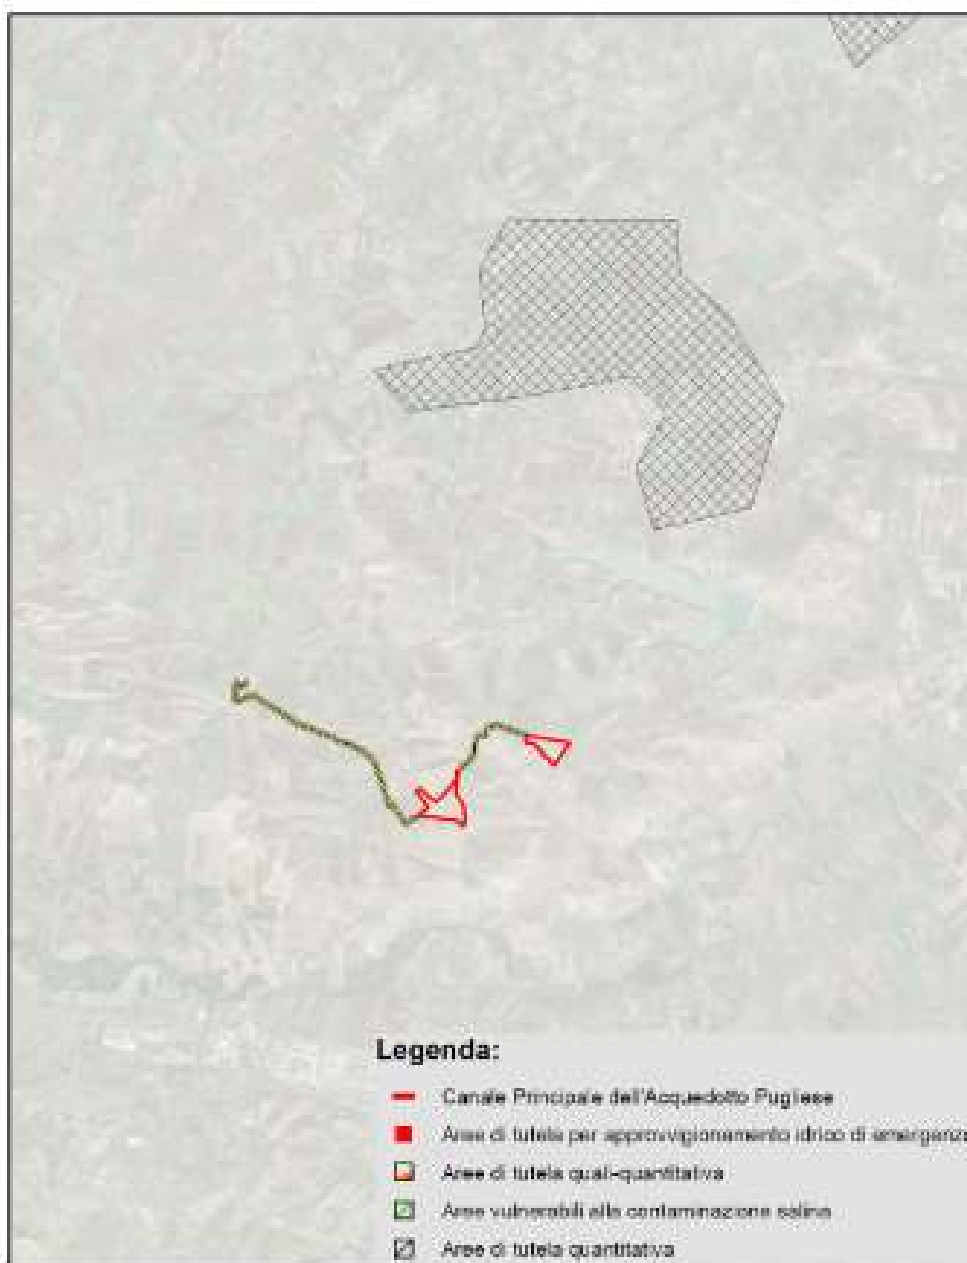 Legenda:
Canale Principale dell'Acquedotto Pugliese
Aree di tutela per approvvigionamento idrico di emergenza
Aree di tutela quali-quantitativa
Aree vulnerabili alla contaminazione salina
Aree di tutela quantitativa